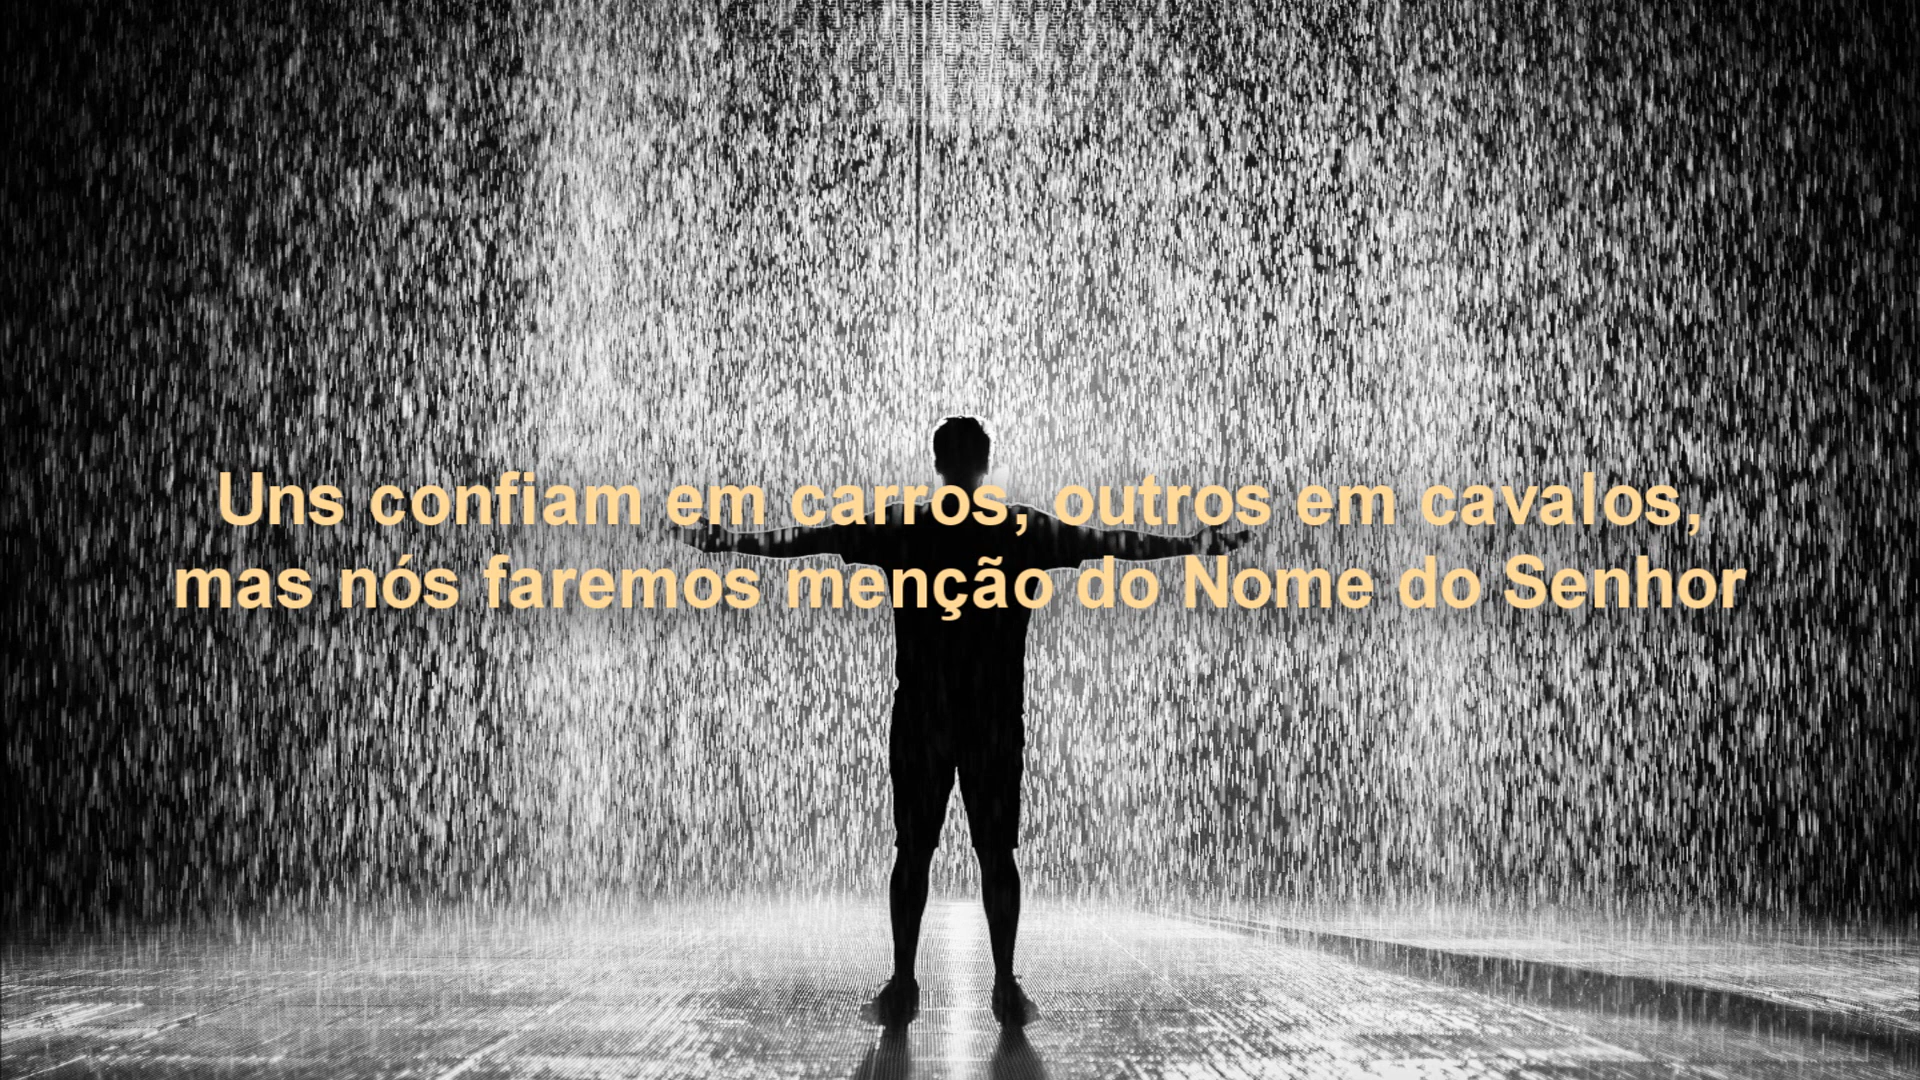 Uns confiam em carros, outros em cavalos,
mas nós faremos menção do Nome do Senhor